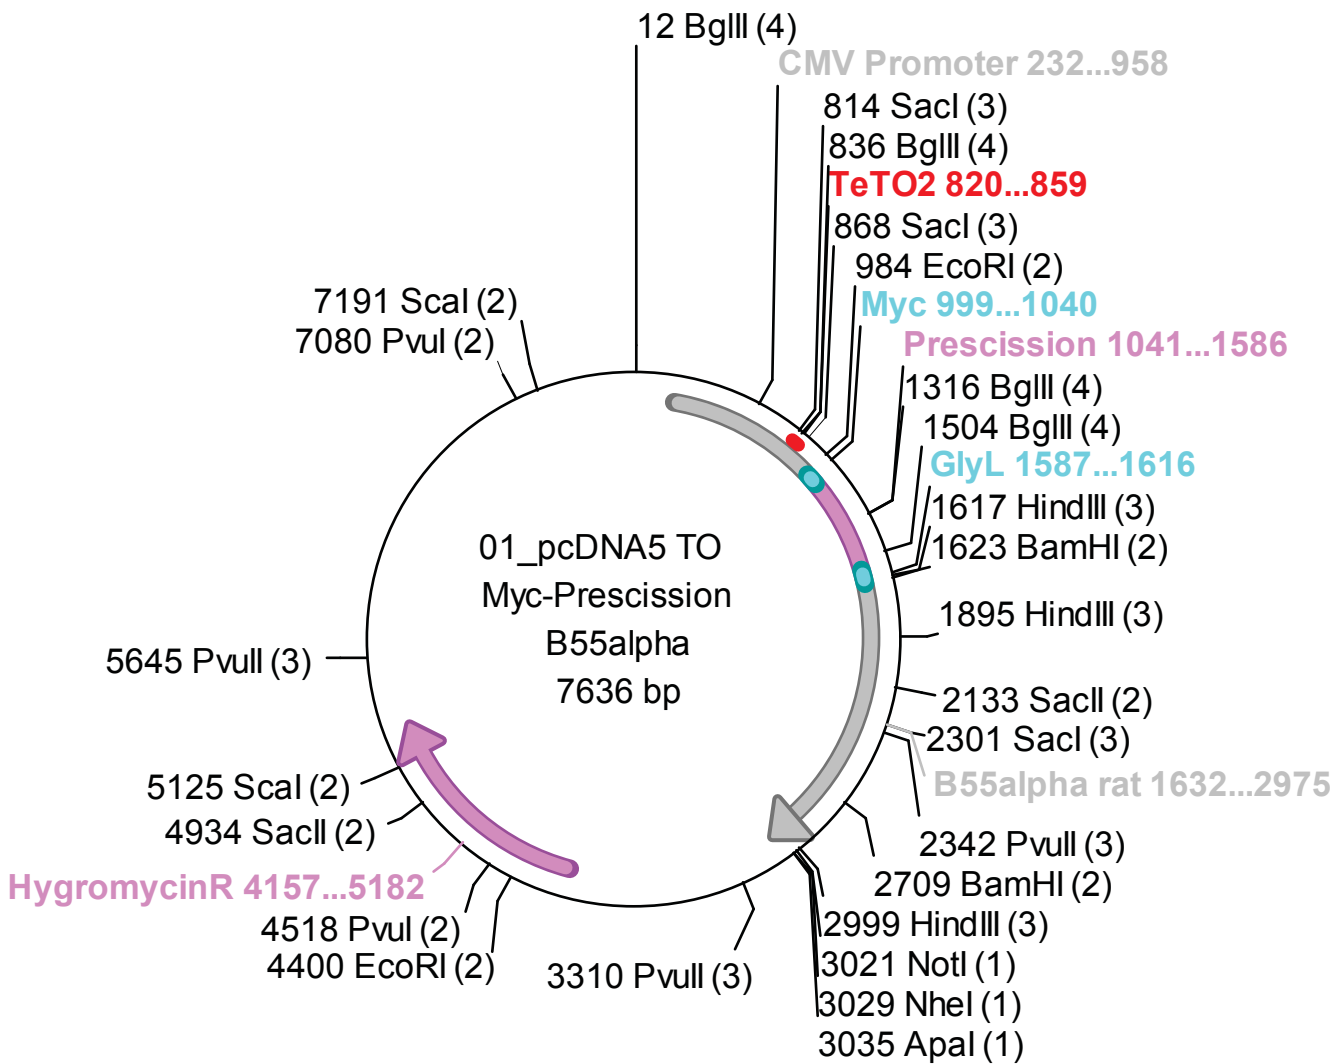 12 BglII (4)
CMV Promoter 232...958
814 SacI (3)
836 BglII (4)
TeTO2 820...859
868 SacI (3)
984 EcoRI (2)
Myc 999...1040
Prescission 1041...1586
1316 BglII (4)
1504 BglII (4)
GlyL 1587...1616
1617 HindIII (3)
1623 BamHI (2)
1895 HindIII (3)
2133 SacII (2)
2301 SacI (3)
B55alpha rat 1632...2975
2342 PvuII (3)
2709 BamHI (2)
2999 HindIII (3)
3021 NotI (1)
3029 NheI (1)
3035 ApaI (1)
3310 PvuII (3)
4400 EcoRI (2)
4518 PvuI (2)
HygromycinR 4157...5182
4934 SacII (2)
5125 ScaI (2)
5645 PvuII (3)
7080 PvuI (2)
7191 ScaI (2)
01_pcDNA5 TO
Myc-Prescission
B55alpha
7636 bp